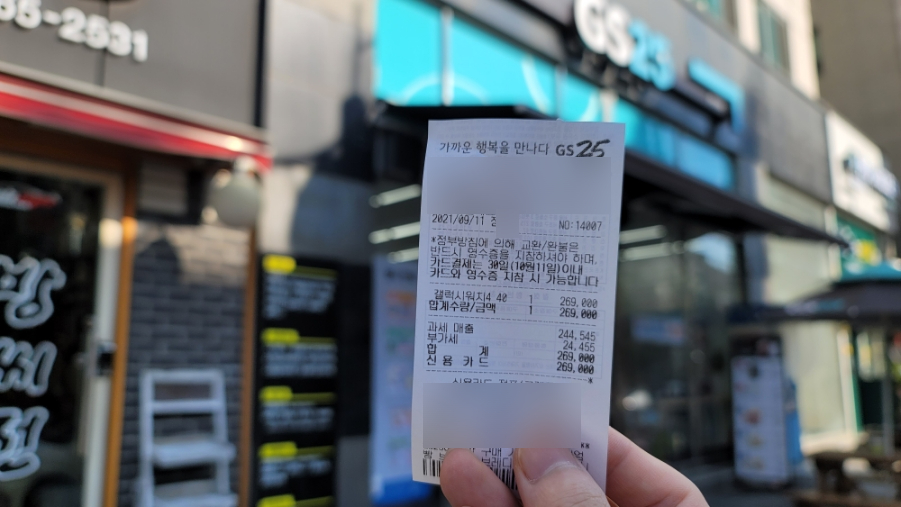 55-2531
GS25
가까운 행복을 만나다 GS25
2021/09/11 NO:14007
*정부방침에 의해 교환/환불은
반드시 영수증을 지참하셔야 하며,
카드결제는 30일(10월11일)이내
카드와 영수증 지참 시 가능합니다
갤럭시워치4 40 1 269,000
합계수량/금액 1 269,000
과세 매출 244,545
부가세 24,455
합 계 269,000
신 용 카 드 269,000
구매